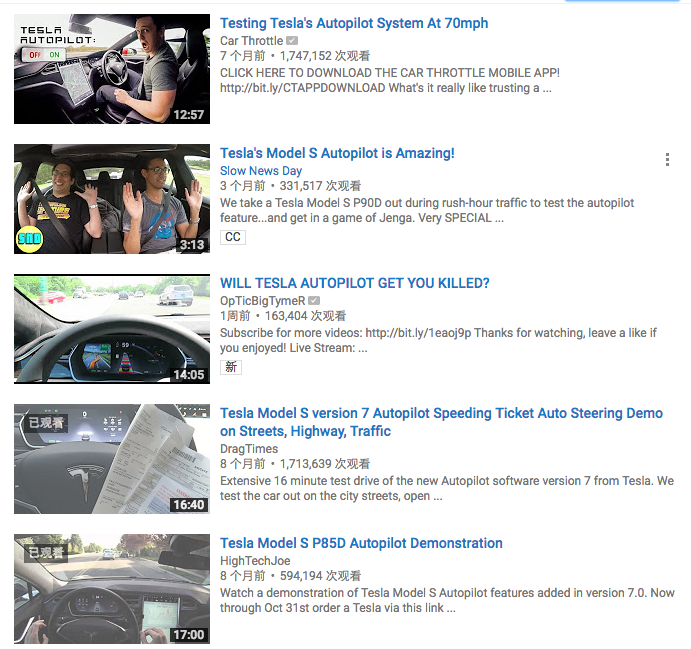 TESLA
AUTOPILOT:
OFF ON
12:57
Testing Tesla's Autopilot System At 70mph
Car Throttle
7 个月前 • 1,747,152 次观看
CLICK HERE TO DOWNLOAD THE CAR THROTTLE MOBILE APP!
http://bit.ly/CTAPPDOWNLOAD What's it really like trusting a ...
SND
3:13
Tesla's Model S Autopilot is Amazing!
Slow News Day
3 个月前 • 331,517 次观看
We take a Tesla Model S P90D out during rush-hour traffic to test the autopilot
feature...and get in a game of Jenga. Very SPECIAL ...
CC
59
14:05
WILL TESLA AUTOPILOT GET YOU KILLED?
OpTicBigTymeR
1周前 • 163,404 次观看
Subscribe for more videos: http://bit.ly/1eaoj9p Thanks for watching, leave a like if
you enjoyed! Live Stream: ...
新
已观看
0
16:40
Tesla Model S version 7 Autopilot Speeding Ticket Auto Steering Demo
on Streets, Highway, Traffic
DragTimes
8 个月前 • 1,713,639 次观看
Extensive 16 minute test drive of the new Autopilot software version 7 from Tesla. We
test the car out on the city streets, open ...
已观看
17:00
Tesla Model S P85D Autopilot Demonstration
HighTechJoe
8 个月前 • 594,194 次观看
Watch a demonstration of Tesla Model S Autopilot features added in version 7.0. Now
through Oct 31st order a Tesla via this link ...